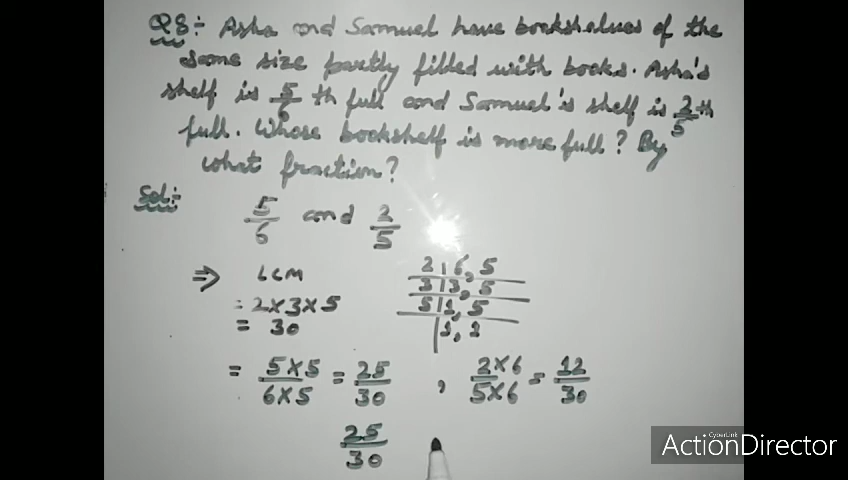 Q8:- Asha and Samuel have bookshelves of the
same size partly filled with books. Asha's
shelf is 5/6 th full and Samuel's shelf is 2/5 th
full. Whose bookshelf is more full? By
what fraction?
Sol:-
5/6 and 2/5
⇒ LCM
= 2×3×5
= 30
2 | 6, 5
3 | 3, 5
5 | 1, 5
| 1, 1
= 5×5/6×5 = 25/30 , 2×6/5×6 = 12/30
25/30
CyberLink
ActionDirector